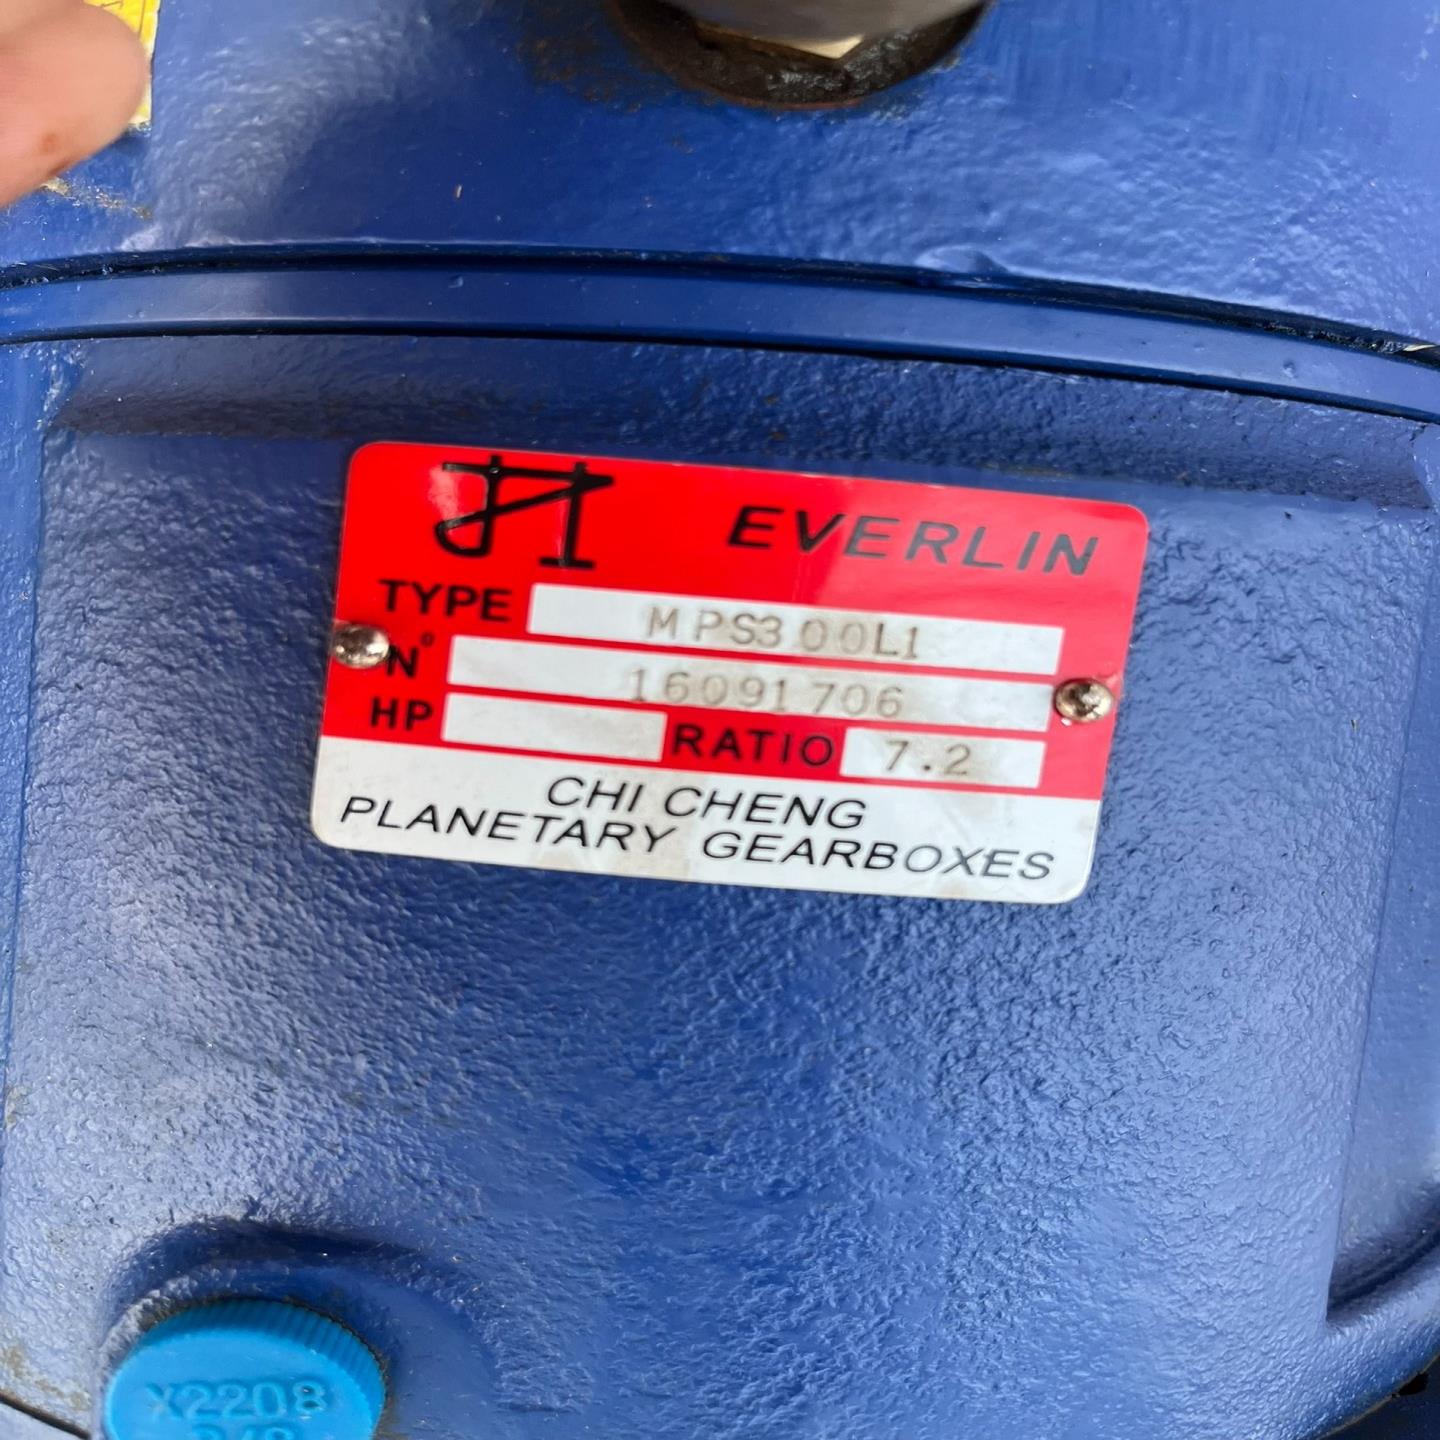 EVERLIN
TYPE MPS300L1
N° 16091706
HP RATIO 7.2
CHI CHENG
PLANETARY GEARBOXES
X2208